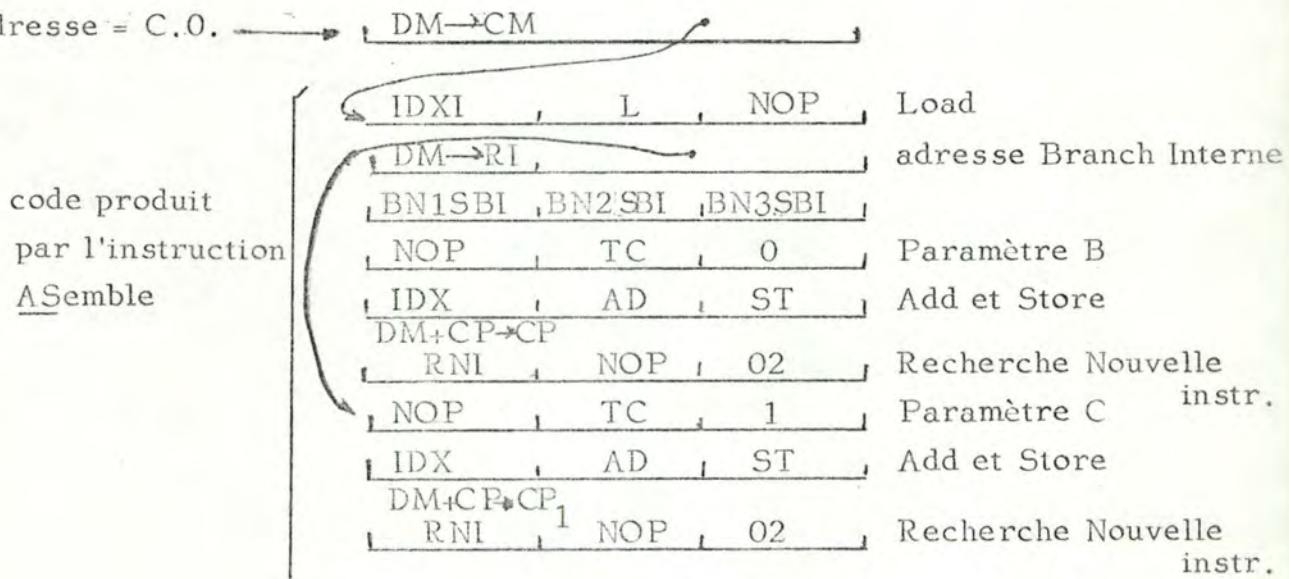 dresse = C.O. → DM→CM
IDXI L NOP Load
DM→RI adresse Branch Interne
code produit BN1SBI BN2SBI BN3SBI
par l'instruction NOP TC 0 Paramètre B
ASemble IDX AD ST Add et Store
DM+CP→CP
RNI NOP 02 Recherche Nouvelle
instr.
NOP TC 1 Paramètre C
IDX AD ST Add et Store
DM+CP→CP1
RNI NOP 02 Recherche Nouvelle
instr.